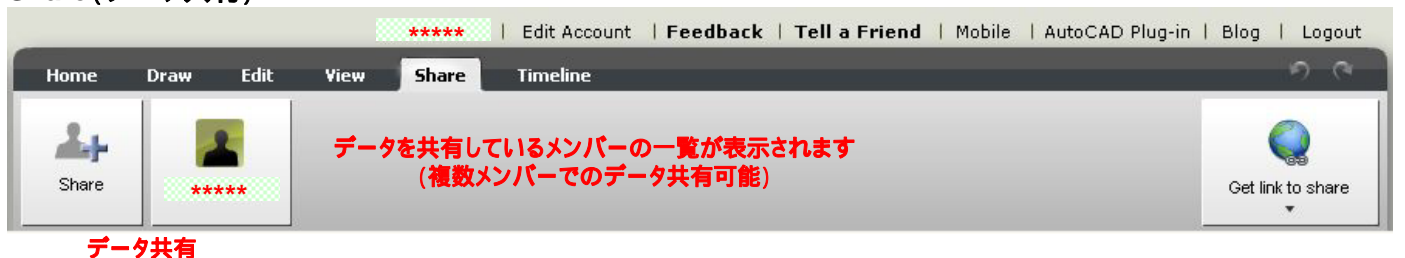 ***** | Edit Account | Feedback | Tell a Friend | Mobile | AutoCAD Plug-in | Blog | Logout
Home Draw Edit View Share Timeline
データを共有しているメンバーの一覧が表示されます
(複数メンバーでのデータ共有可能)
Share ***** Get link to share
データ共有